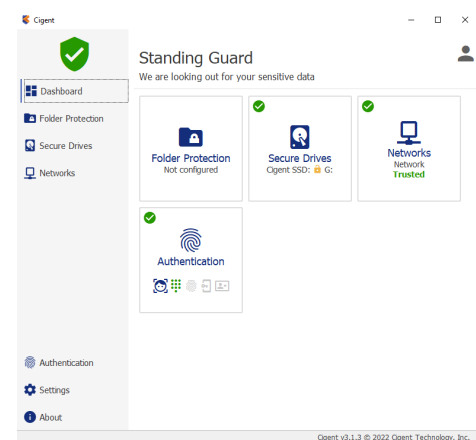 Cigent
Standing Guard
We are looking out for your sensitive data
Dashboard
Folder Protection
Secure Drives
Networks
Folder Protection
Not configured
Secure Drives
Cigent SSD: G:
Networks
Network
Trusted
Authentication
Authentication
Settings
About
Cigent v3.1.3 © 2022 Cigent Technology, Inc.